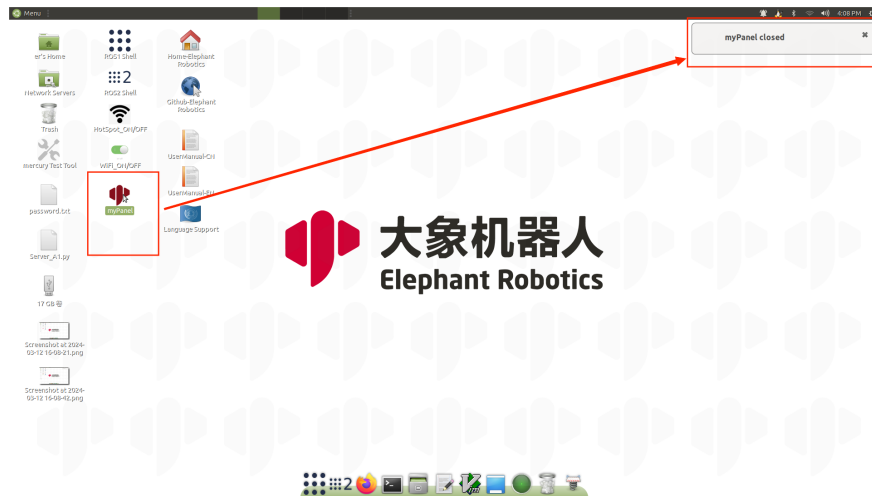 Menu
4:08 PM
myPanel closed
er's Home
ROS1 Shell
Home-Elephant
Robotics
Network Servers
ROS2 Shell
Github-Elephant
Robotics
Trash
HotSpot_ON/OFF
mercury Test Tool
WiFi_ON/OFF
UserManual-CN
password.txt
myPanel
UserManual-EN
Language Support
Server_A1.py
17 GB 卷
Screenshot at 2024-
03-12 16-08-21.png
Screenshot at 2024-
03-12 16-08-42.png
大象机器人
Elephant Robotics
2
2